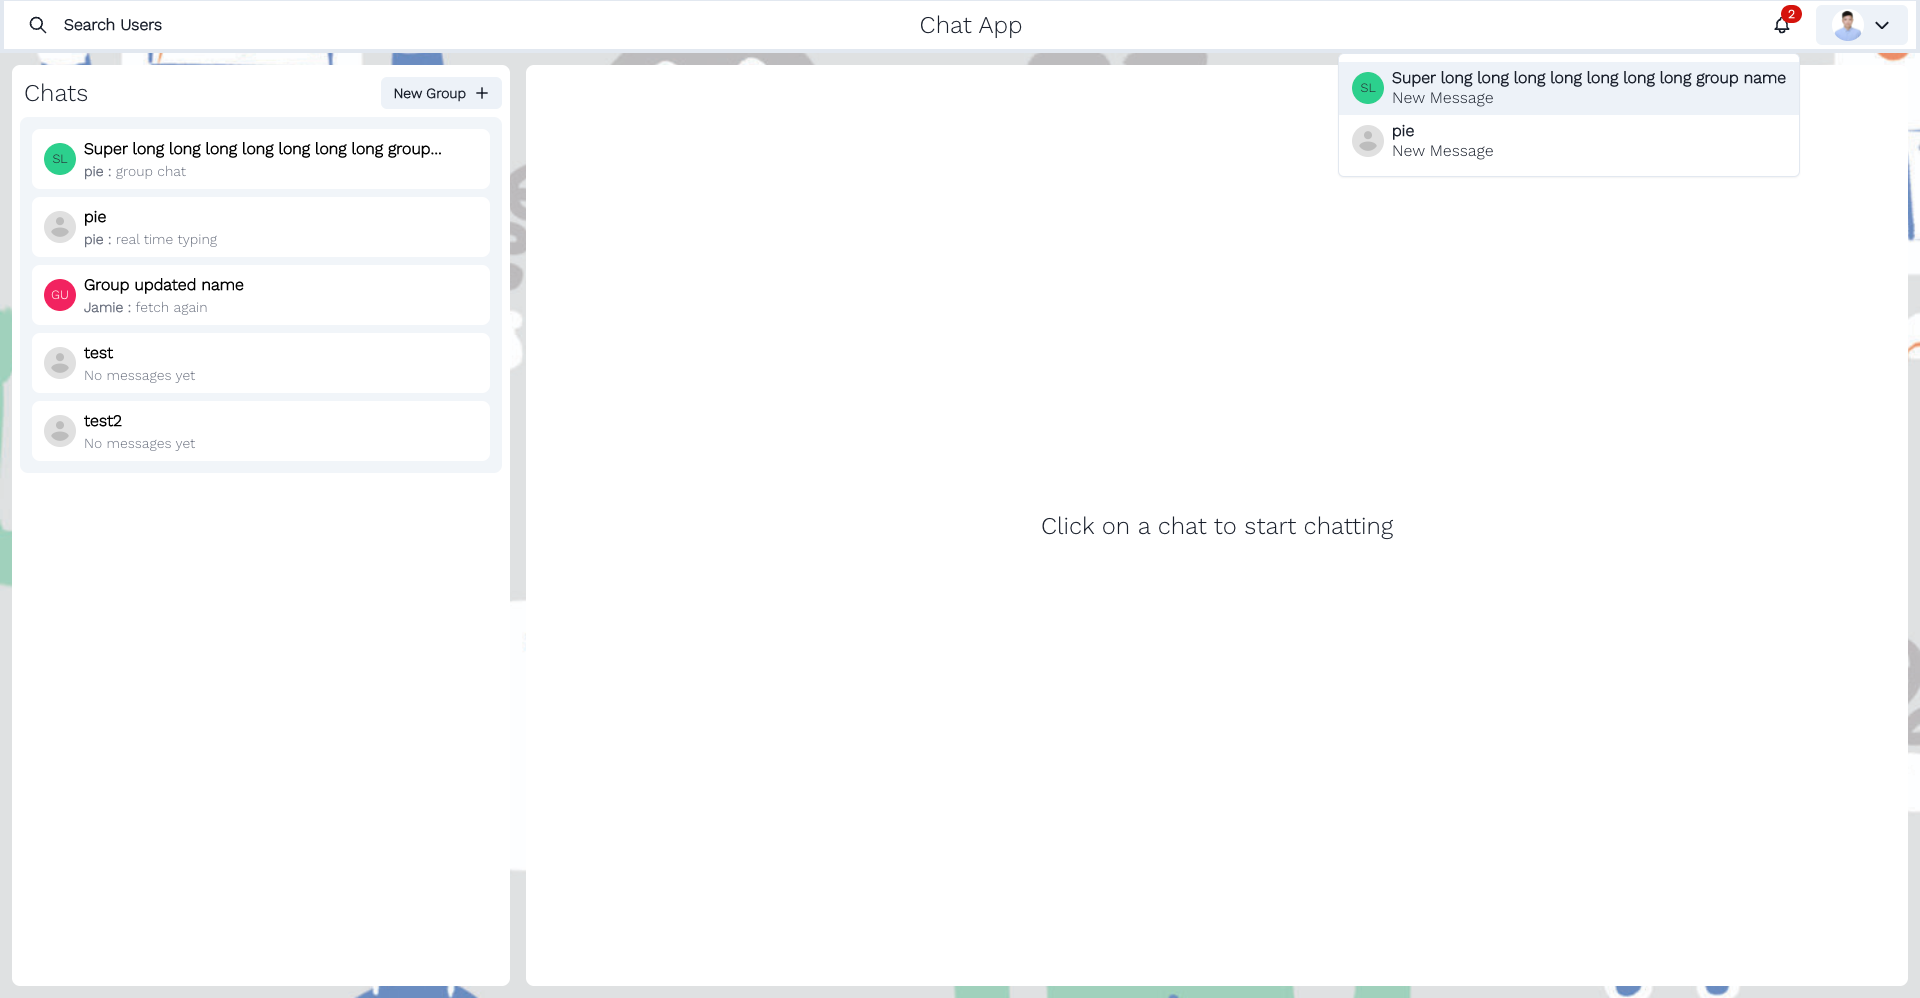 Search Users
Chat App
2
Chats
New Group
SL
Super long long long long long long long group...
pie : group chat
pie
pie : real time typing
GU
Group updated name
Jamie : fetch again
test
No messages yet
test2
No messages yet
SL
Super long long long long long long long group name
New Message
pie
New Message
Click on a chat to start chatting